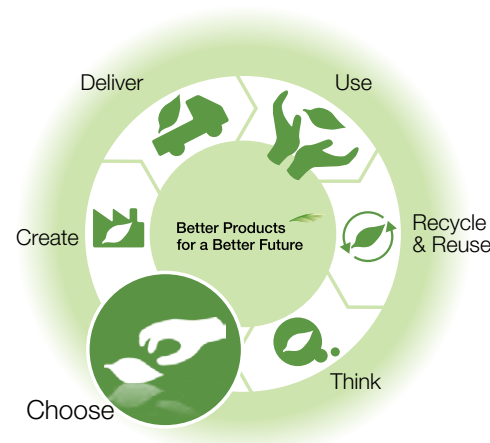 Deliver
Use
Create
Better Products
for a Better Future
Recycle
& Reuse
Think
Choose